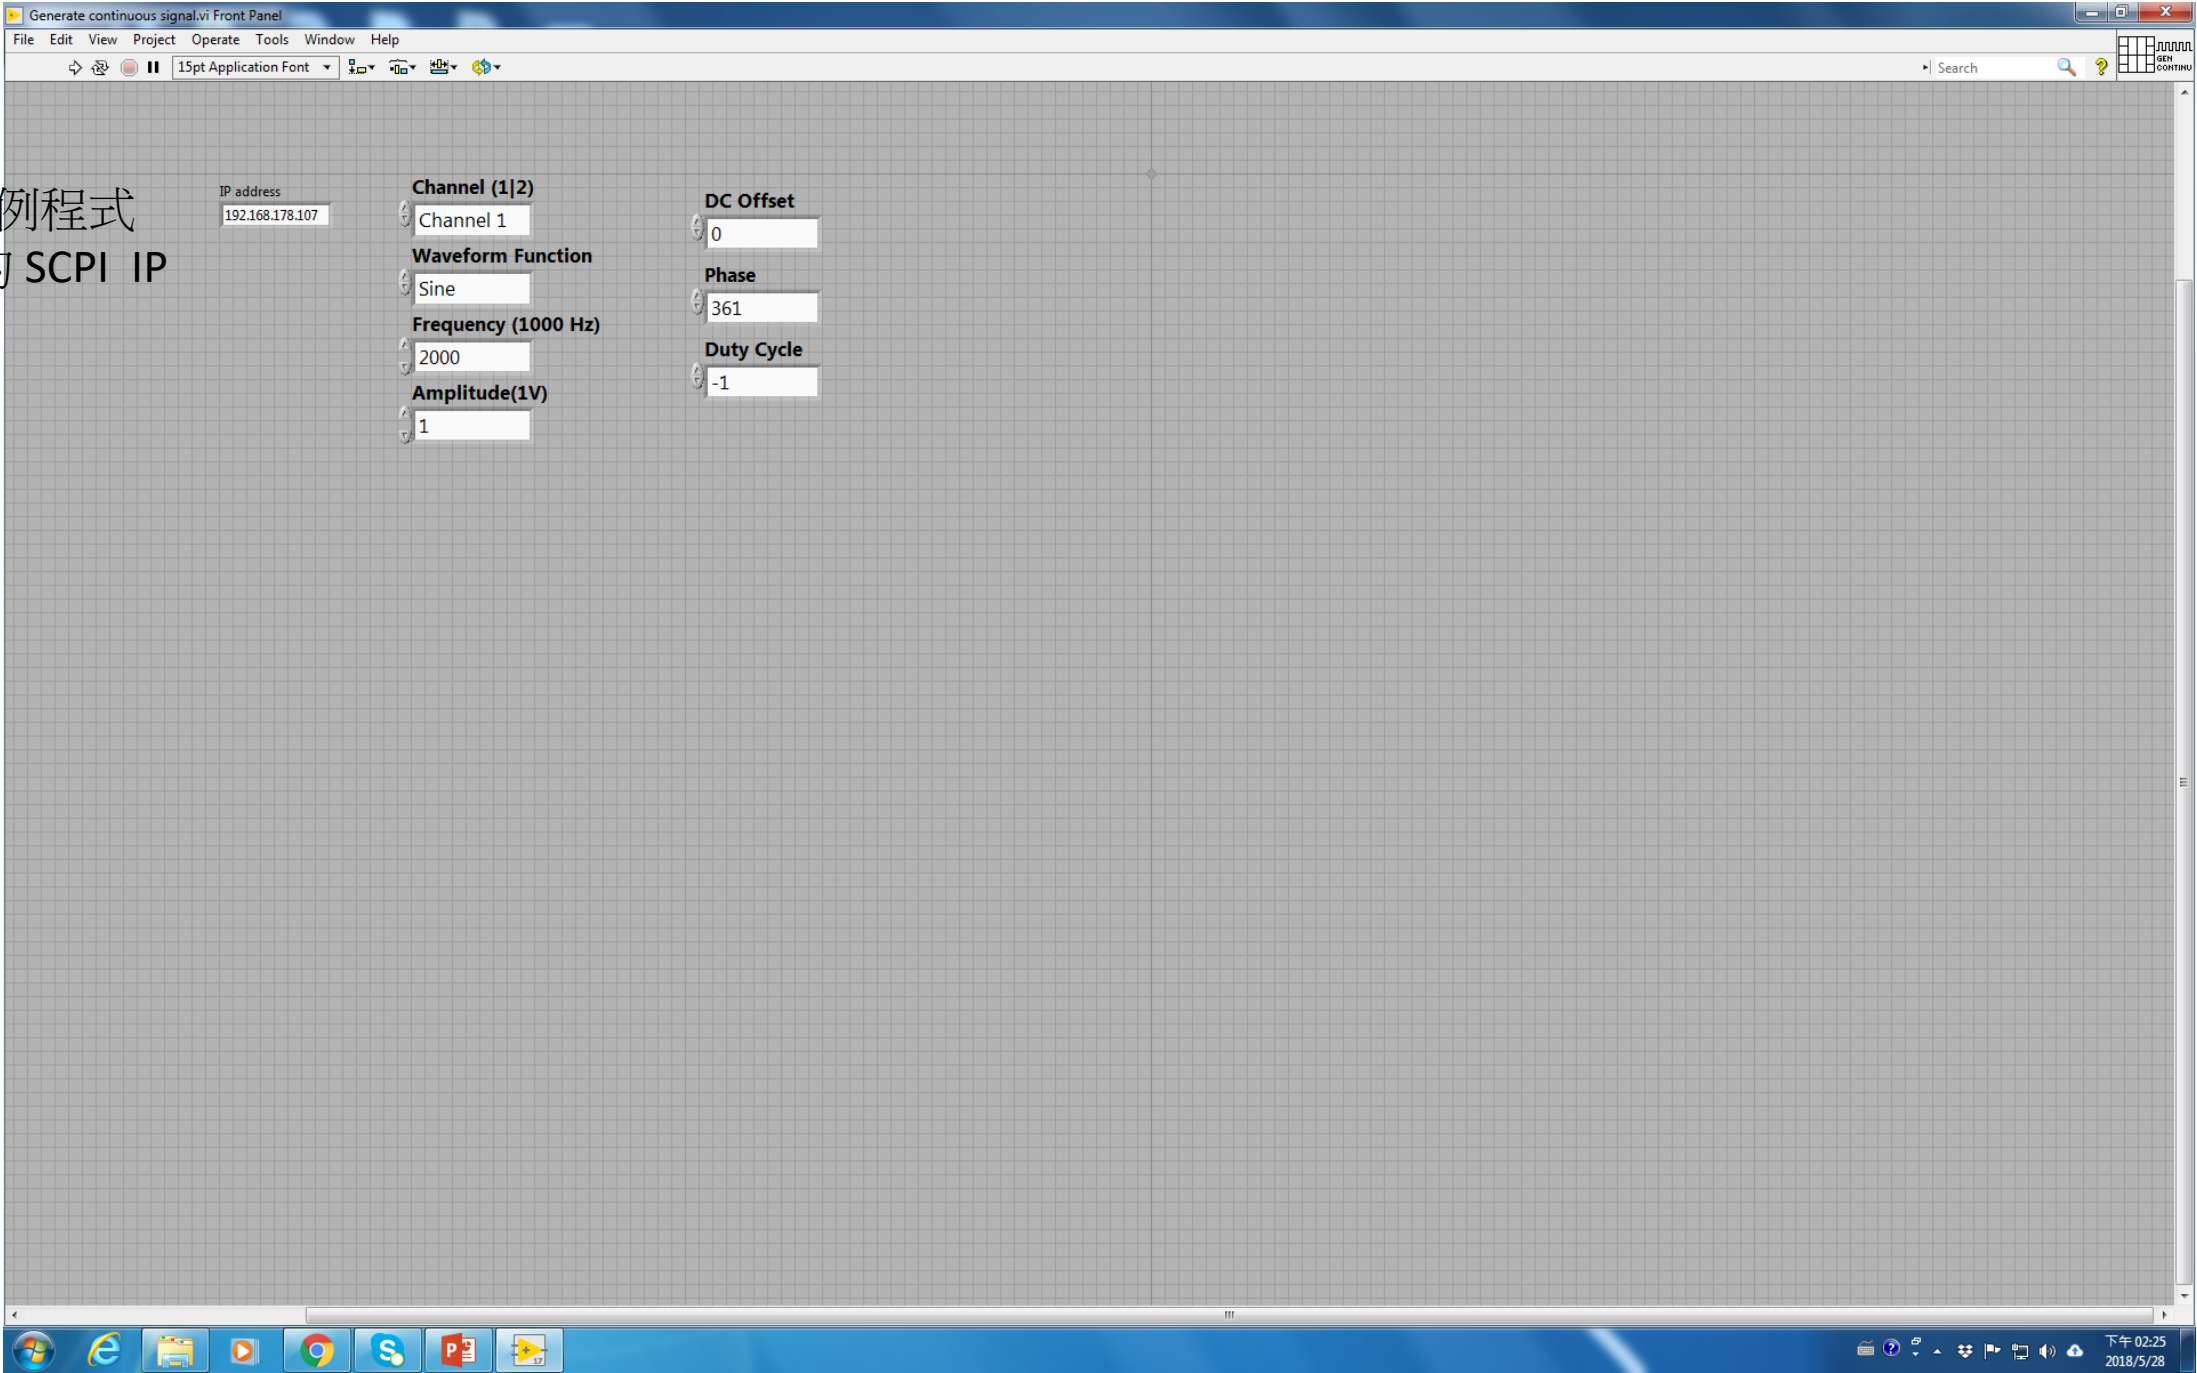 Generate continuous signal.vi Front Panel
File Edit View Project Operate Tools Window Help
15pt Application Font
Search
GEN
CONTINU
例程式
SCPI IP
IP address
192.168.178.107
Channel (1|2)
Channel 1
Waveform Function
Sine
Frequency (1000 Hz)
2000
Amplitude(1V)
1
DC Offset
0
Phase
361
Duty Cycle
-1
17
下午 02:25
2018/5/28